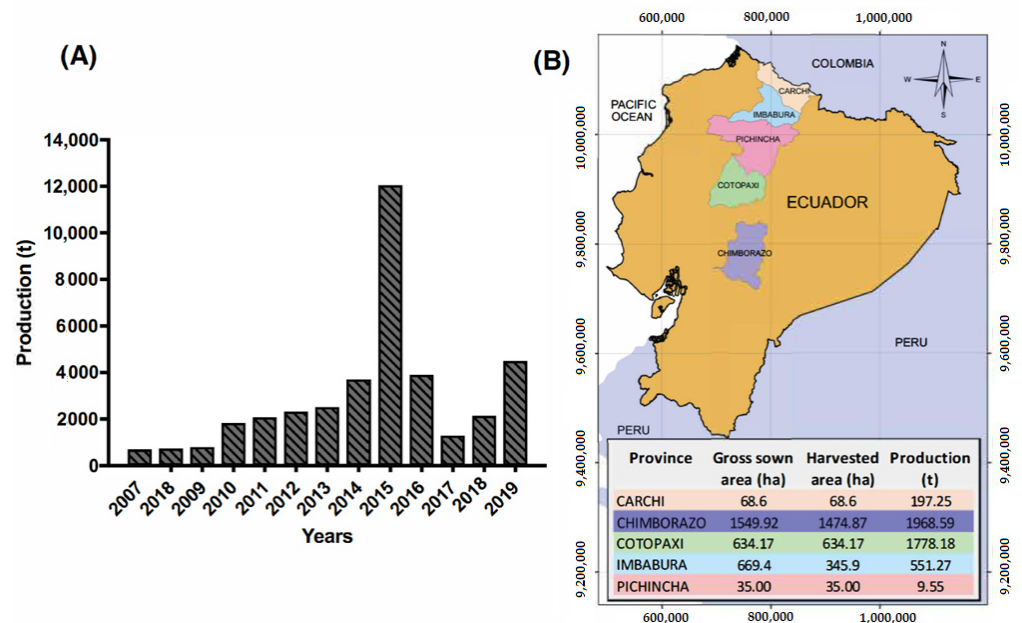 (A)
14,000
12,000
10,000
8 000
6 000
4.000
2000
0
Production (t)
2007
2018
2009
2010
2011
2012
2013
2014
2015
2016
2017
2018
2019
Years
(B)
600,000
800,000
1,000,000
10,000,000
9,800,000
9,600,000
9,400,000
9,200,000
N
W
E
S
COLOMBIA
PACIFIC
OCEAN
CARCHI
IMBABURA
PICHINCHA
COTOPAXI
ECUADOR
CHIMBORAZO
PERU
PERU
Province Gross sown area (ha) Harvested area (ha) Production (t)
CARCHI 68.6 68.6 197.25
CHIMBORAZO 1549.92 1474.87 1968.59
COTOPAXI 634.17 634.17 1778.18
IMBABURA 669.4 345.9 551.27
PICHINCHA 35.00 35.00 9.55
10,000,000
9,800,000
9,600,000
9,400,000
9,200,000
600,000
800,000
1,000,000